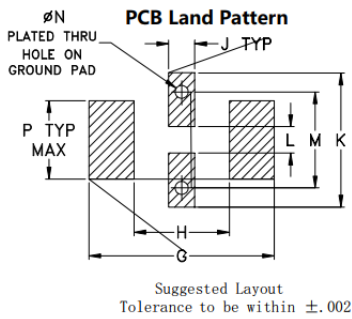 PCB Land Pattern
øN
PLATED THRU
HOLE ON
GROUND PAD
J TYP
P TYP
MAX
L
M
K
H
G
Suggested Layout
Tolerance to be within ±.002